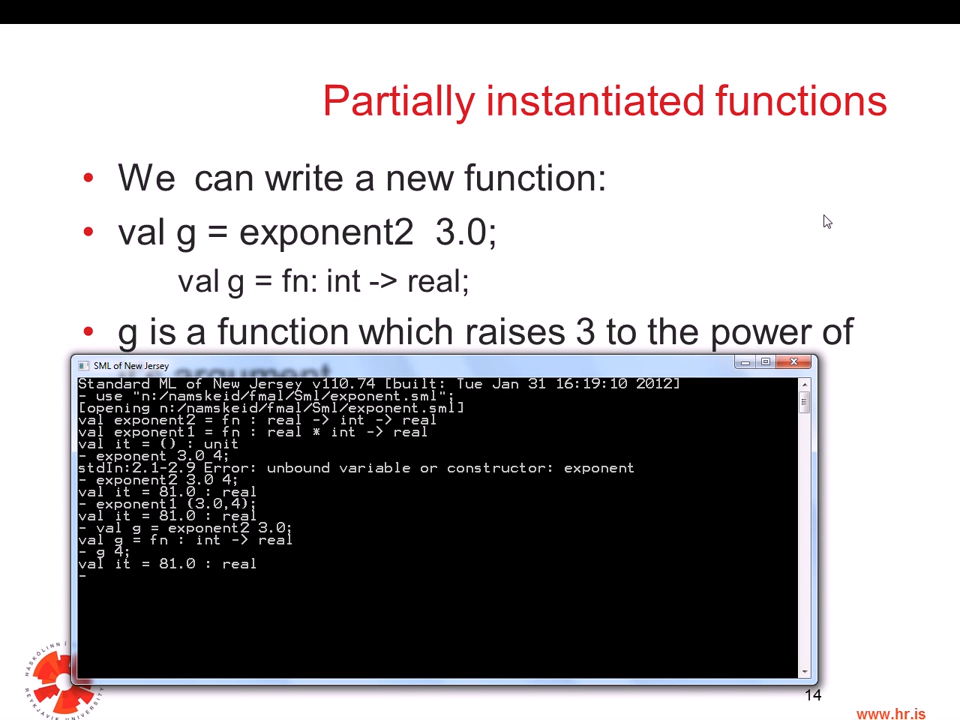 Partially instantiated functions
• We can write a new function:
• val g = exponent2 3.0;
val g = fn: int -> real;
• g is a function which raises 3 to the power of
argument
SML of New Jersey
Standard ML of New Jersey v110.74 [built: Tue Jan 31 16:19:10 2012]
- use "n:/namskeid/fmal/Sml/exponent.sml";
[opening n:/namskeid/fmal/Sml/exponent.sml]
val exponent2 = fn : real -> int -> real
val exponent1 = fn : real * int -> real
val it = () : unit
- exponent 3.0 4;
stdIn:2.1-2.9 Error: unbound variable or constructor: exponent
- exponent2 3.0 4;
val it = 81.0 : real
- exponent1 (3.0,4);
val it = 81.0 : real
- val g = exponent2 3.0;
val g = fn : int -> real
- g 4;
val it = 81.0 : real
-
HÁSKÓLINN Í
REYKJAVIK UNIVERSITY
14
www.hr.is